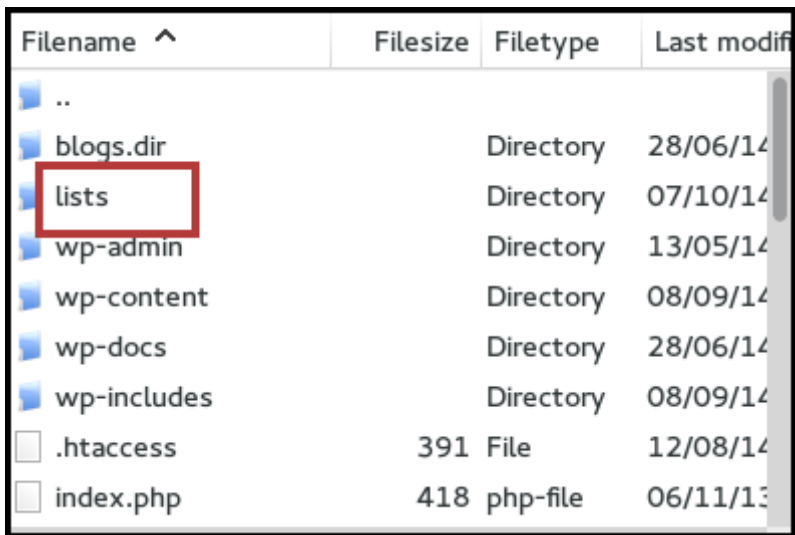 Filename Filesize Filetype Last modifi
..
blogs.dir Directory 28/06/14
lists Directory 07/10/14
wp-admin Directory 13/05/14
wp-content Directory 08/09/14
wp-docs Directory 28/06/14
wp-includes Directory 08/09/14
.htaccess 391 File 12/08/14
index.php 418 php-file 06/11/13